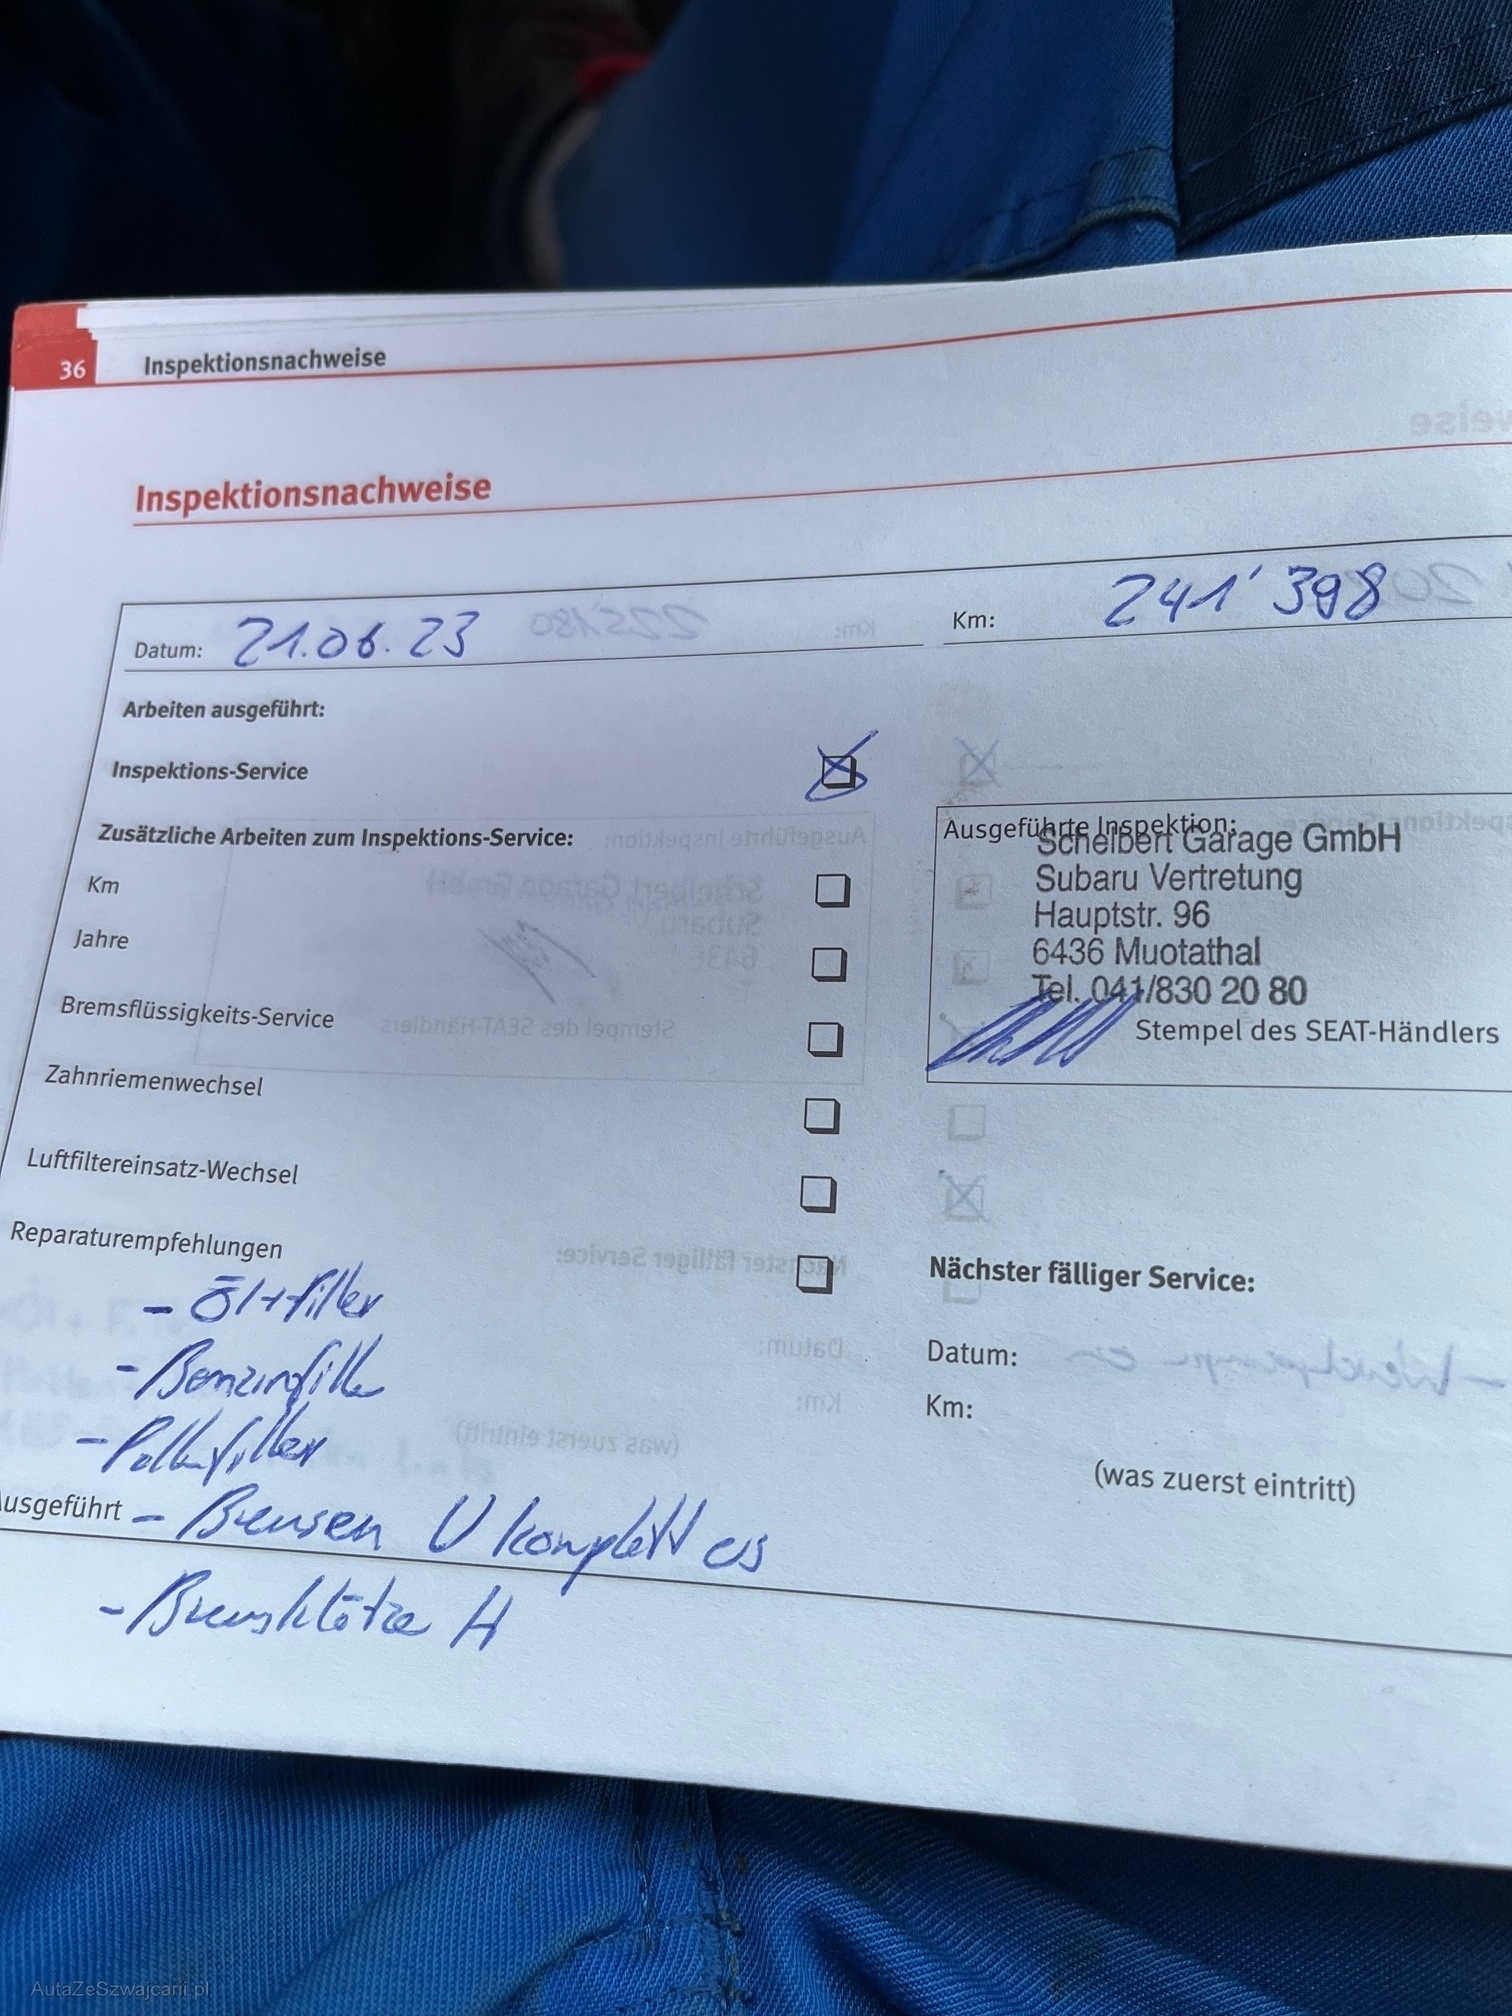 36 Inspektionsnachweise
Inspektionsnachweise
Datum: 21.06.23
Km: 241'398
Arbeiten ausgeführt:
Inspektions-Service
Zusätzliche Arbeiten zum Inspektions-Service:
Km
Jahre
Bremsflüssigkeits-Service
Zahnriemenwechsel
Luftfiltereinsatz-Wechsel
Reparaturempfehlungen
- Öl+Filter
- Benzinfilter
- Pollenfilter
Ausgeführt - Bremsen V komplett
- Bremsklötze H
Ausgeführte Inspektion:
Schelbert Garage GmbH
Subaru Vertretung
Hauptstr. 96
6436 Muotathal
Tel. 041/830 20 80
Stempel des SEAT-Händlers
Nächster fälliger Service:
Datum:
Km:
(was zuerst eintritt)
AutaZeSzwajcarii.pl